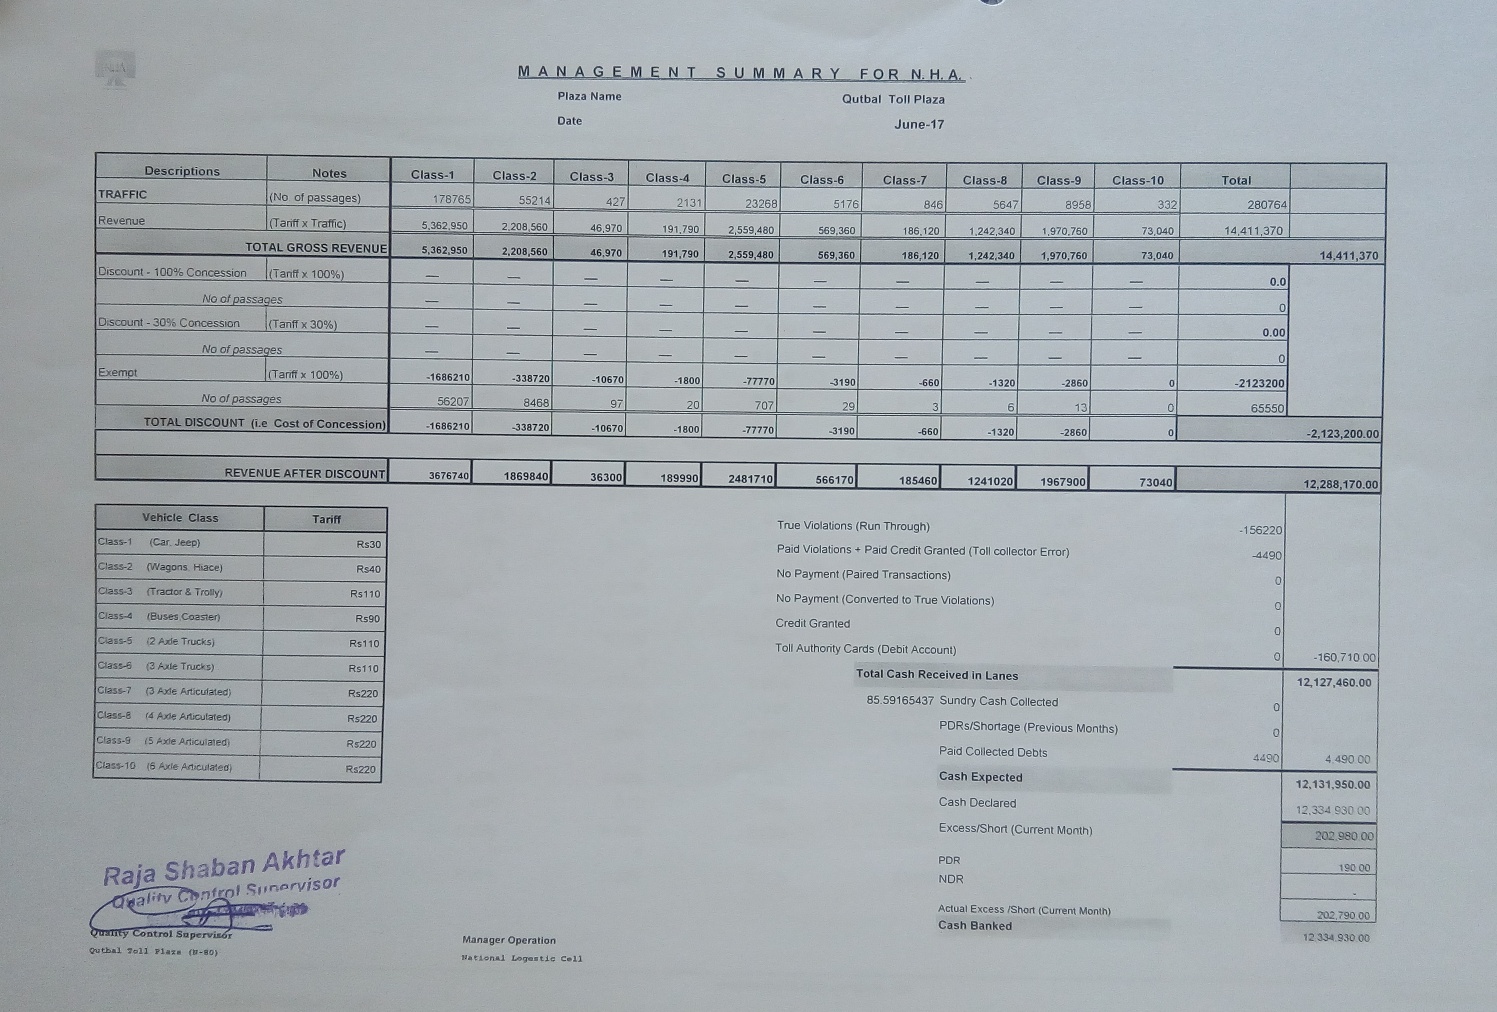 NHA
MANAGEMENT SUMMARY FOR N.H.A.
Plaza Name Qutbal Toll Plaza
Date June-17
Descriptions Notes Class-1 Class-2 Class-3 Class-4 Class-5 Class-6 Class-7 Class-8 Class-9 Class-10 Total
TRAFFIC (No of passages) 178765 55214 427 2131 23268 5176 846 5647 8958 332 280764
Revenue (Tariff x Traffic) 5,362,950 2,208,560 46,970 191,790 2,559,480 569,360 186,120 1,242,340 1,970,760 73,040 14,411,370
TOTAL GROSS REVENUE 5,362,950 2,208,560 46,970 191,790 2,559,480 569,360 186,120 1,242,340 1,970,760 73,040 14,411,370
Discount - 100% Concession (Tariff x 100%) — — — — — — — — — — 0.0
No of passages — — — — — — — — — — 0
Discount - 30% Concession (Tariff x 30%) — — — — — — — — — — 0.00
No of passages — — — — — — — — — — 0
Exempt (Tariff x 100%) -1686210 -338720 -10670 -1800 -77770 -3190 -660 -1320 -2860 0 -2123200
No of passages 56207 8468 97 20 707 29 3 6 13 0 65550
TOTAL DISCOUNT (i.e Cost of Concession) -1686210 -338720 -10670 -1800 -77770 -3190 -660 -1320 -2860 0 -2,123,200.00
REVENUE AFTER DISCOUNT 3676740 1869840 36300 189990 2481710 566170 185460 1241020 1967900 73040 12,288,170.00
Vehicle Class Tariff
Class-1 (Car, Jeep) Rs30
Class-2 (Wagons, Hiace) Rs40
Class-3 (Tractor & Trolly) Rs110
Class-4 (Buses Coaster) Rs90
Class-5 (2 Axle Trucks) Rs110
Class-6 (3 Axle Trucks) Rs110
Class-7 (3 Axle Articulated) Rs220
Class-8 (4 Axle Articulated) Rs220
Class-9 (5 Axle Articulated) Rs220
Class-10 (6 Axle Articulated) Rs220
True Violations (Run Through) -156220
Paid Violations + Paid Credit Granted (Toll collector Error) -4490
No Payment (Paired Transactions) 0
No Payment (Converted to True Violations) 0
Credit Granted 0
Toll Authority Cards (Debit Account) 0 -160,710.00
Total Cash Received in Lanes 12,127,460.00
85.59165437 Sundry Cash Collected 0
PDRs/Shortage (Previous Months) 0
Paid Collected Debts 4490 4,490.00
Cash Expected 12,131,950.00
Cash Declared 12,334,930.00
Excess/Short (Current Month) 202,980.00
PDR 190.00
NDR -
Actual Excess /Short (Current Month) 202,790.00
Cash Banked 12,334,930.00
Raja Shaban Akhtar
Quality Control Supervisor
Quality Control Supervisor
Qutbal Toll Plaza (N-80)
Manager Operation
National Logestic Cell